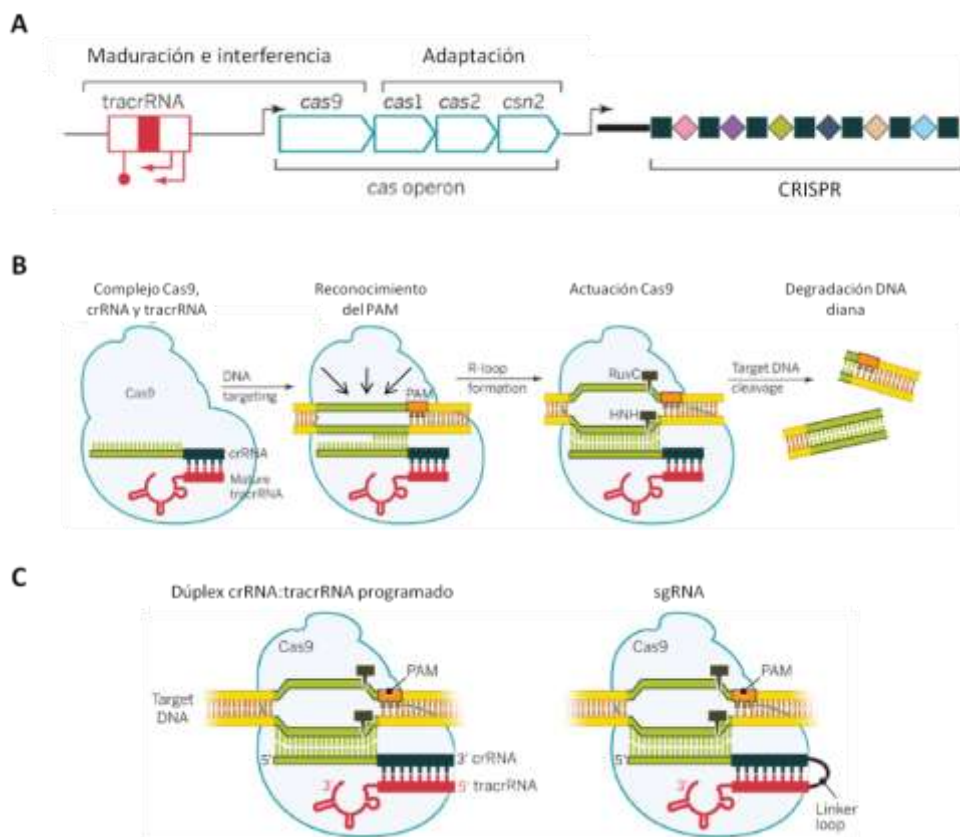 A
Maduración e interferencia
Adaptación
tracrRNA
cas9
cas1
cas2
csn2
cas operon
CRISPR
B
Complejo Cas9,
crRNA y tracrRNA
Reconocimiento
del PAM
Actuación Cas9
Degradación DNA
diana
Cas9
DNA
targeting
PAM
R-loop
formation
RuvC
HNH
Target DNA
cleavage
crRNA
Mature
tracrRNA
C
Dúplex crRNA:tracrRNA programado
sgRNA
Cas9
PAM
Target
DNA
5'
3' crRNA
3'
5' tracrRNA
Cas9
PAM
5'
3'
Linker
loop